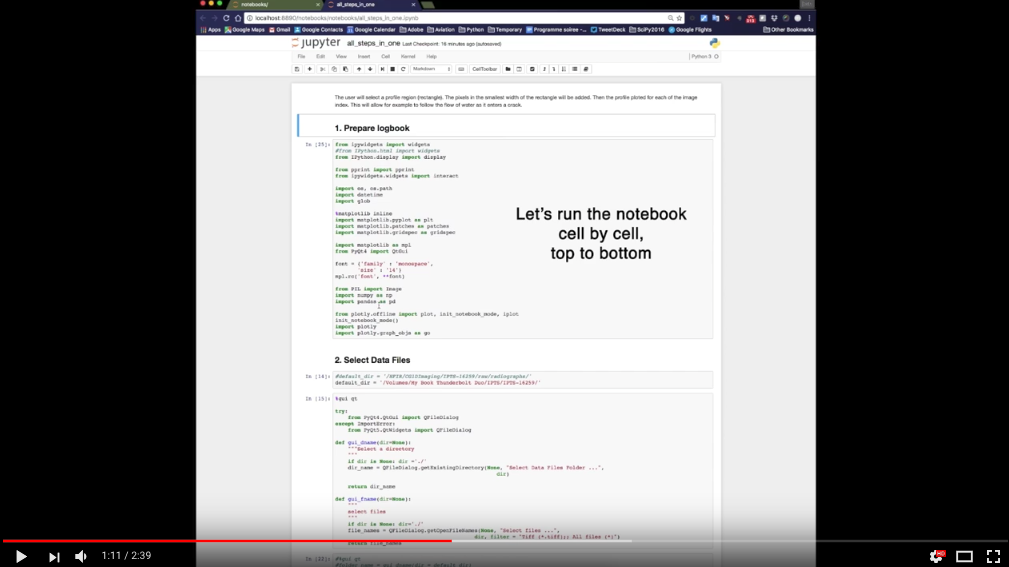 notebooks/
all_steps_in_one
localhost:8890/notebooks/notebooks/all_steps_in_one.ipynb
Apps Google Maps Gmail Google Contacts Google Calendar Adobe Aviation Python Temporary Programme soiree -... TweetDeck SciPy2016 Google Flights Other Bookmarks
jupyter all_steps_in_one Last Checkpoint: 16 minutes ago (autosaved)
File Edit View Insert Cell Kernel Help
Python 3
Markdown CellToolbar
The user will select a profile region (rectangle). The pixels in the smallest width of the rectangle will be added. Then the profile ploted for each of the image
index. This will allow for example to follow the flow of water as it enters a crack.
1. Prepare logbook
In [25]:
from ipywidgets import widgets
#from IPython.html import widgets
from IPython.display import display
from pprint import pprint
from ipywidgets.widgets import interact
import os, os.path
import datetime
import glob
%matplotlib inline
import matplotlib.pyplot as plt
import matplotlib.patches as patches
import matplotlib.gridspec as gridspec
import matplotlib as mpl
from PyQt4 import QtGui
font = {'family' : 'monospace',
'size' : '14'}
mpl.rc('font', **font)
from PIL import Image
import numpy as np
import pandas as pd
from plotly.offline import plot, init_notebook_mode, iplot
init_notebook_mode()
import plotly
import plotly.graph_objs as go
Let's run the notebook
cell by cell,
top to bottom
2. Select Data Files
In [14]:
#default_dir = '/HFIR/CG1DImaging/IPTS-16259/raw/radiographs/'
default_dir = '/Volumes/My Book Thunderbolt Duo/IPTS/IPTS-16259/'
In [15]:
%gui qt
try:
from PyQt4.QtGui import QFileDialog
except ImportError:
from PyQt5.QtWidgets import QFileDialog
def gui_dname(dir=None):
"""Select a directory
"""
if dir is None: dir ='./'
dir_name = QFileDialog.getExistingDirectory(None, "Select Data Files Folder ...",
dir)
return dir_name
def gui_fname(dir=None):
"""
select files
"""
if dir is None: dir='./'
file_names = QFileDialog.getOpenFileNames(None, "Select files ...",
dir, filter = "Tiff (*.tif);; All files (*)")
return file_names
%gui qt
1:11 / 2:39
HD